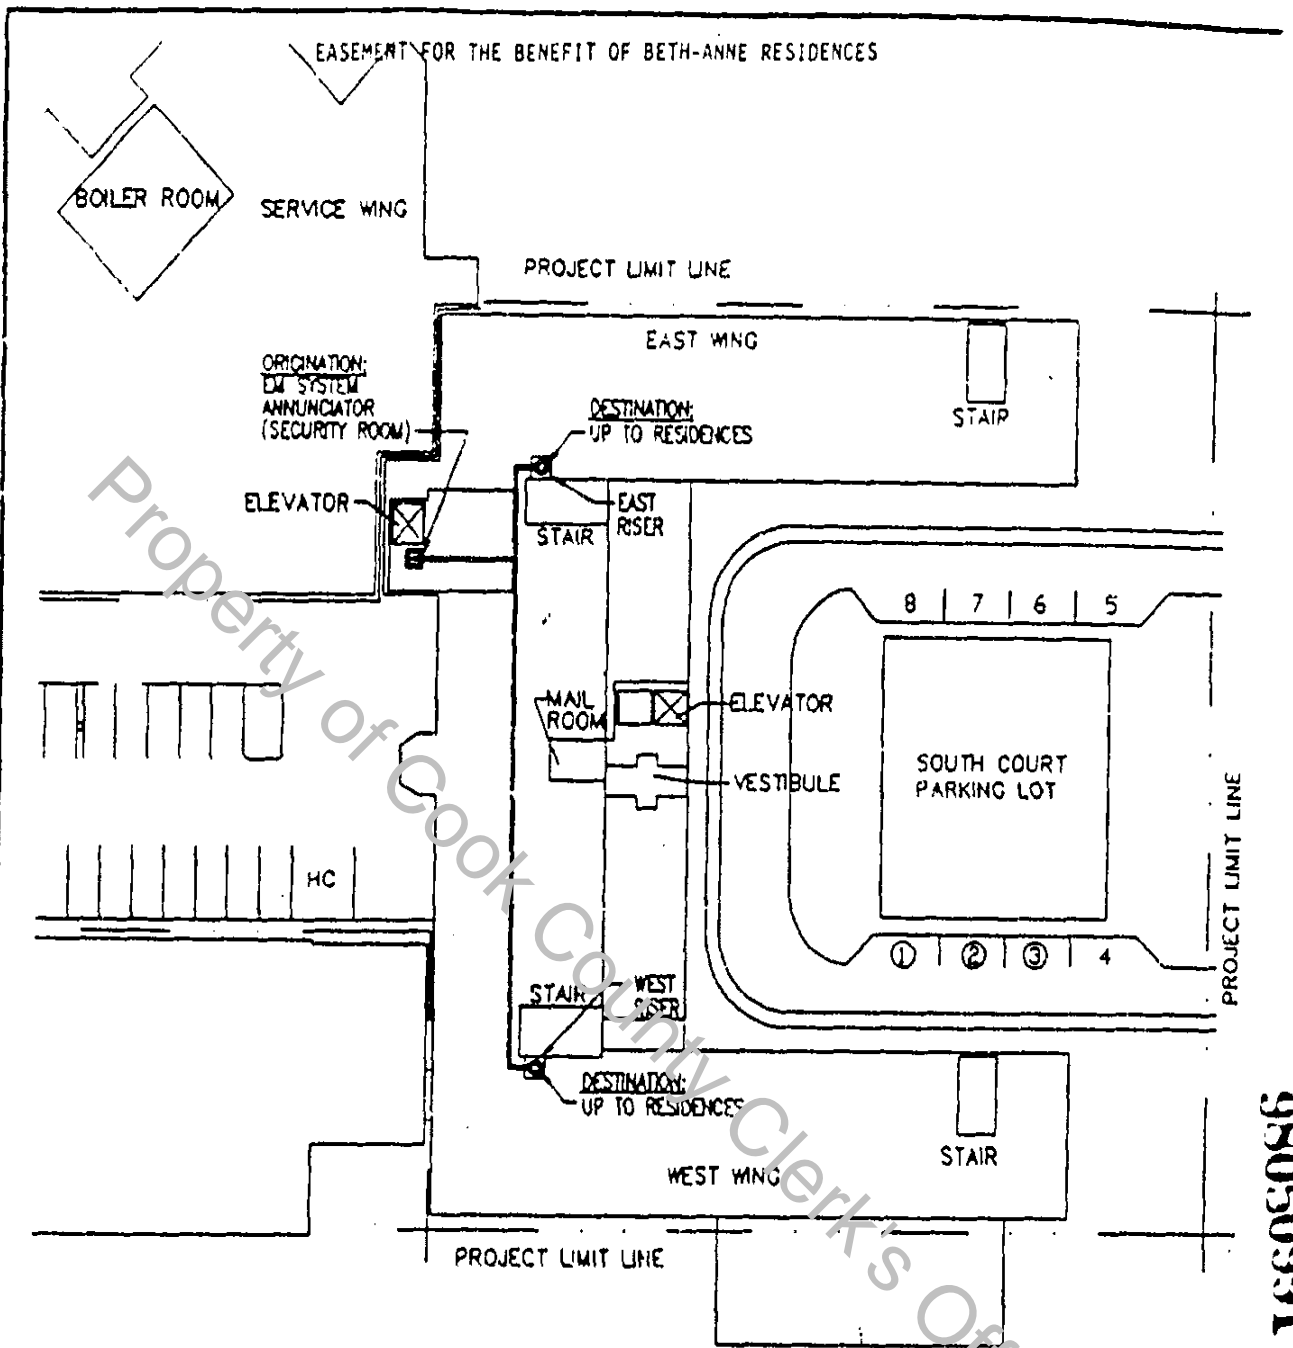 EASEMENT FOR THE BENEFIT OF BETH-ANNE RESIDENCES
BOILER ROOM
SERVICE WING
PROJECT LIMIT LINE
EAST WING
ORIGINATION:
EM SYSTEM
ANNUNCIATOR
(SECURITY ROOM)
DESTINATION:
UP TO RESIDENCES
STAIR
ELEVATOR
EAST
RISER
STAIR
8 7 6 5
MAIL
ROOM
ELEVATOR
VESTIBULE
SOUTH COURT
PARKING LOT
PROJECT LIMIT LINE
HC
1 2 3 4
STAIR
WEST
RISER
DESTINATION:
UP TO RESIDENCES
STAIR
WEST WING
PROJECT LIMIT LINE
Property of Cook County Clerk's